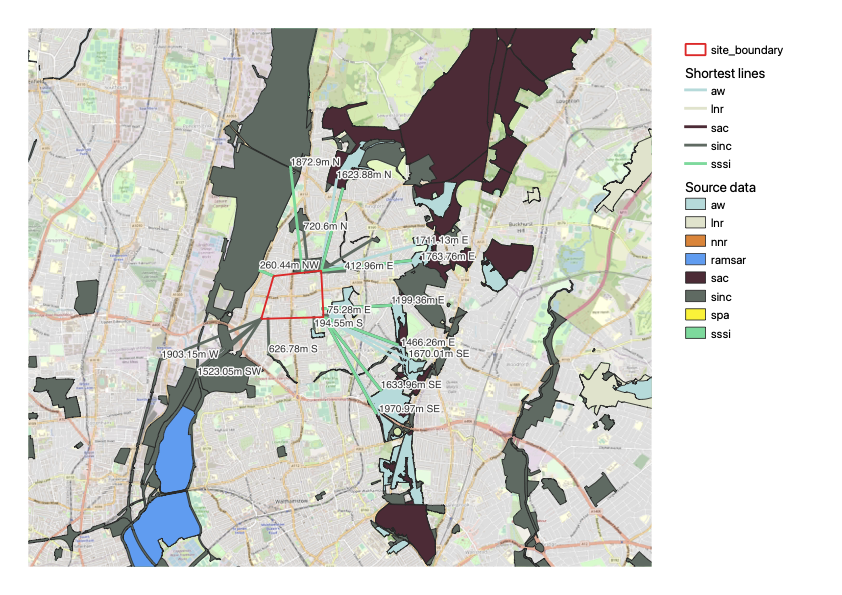 site_boundary
Shortest lines
aw
lnr
sac
sinc
sssi
Source data
aw
lnr
nnr
ramsar
sac
sinc
spa
sssi
1872.9m N
1623.88m N
720.6m N
1711.13m E
1763.76m E
260.44m NW
412.96m E
1199.36m E
75.28m E
194.55m S
1466.26m E
626.78m S
1903.15m W
1670.01m SE
1523.05m SW
1633.96m SE
1970.97m SE
Buckhurst
Hill
Walthamstow